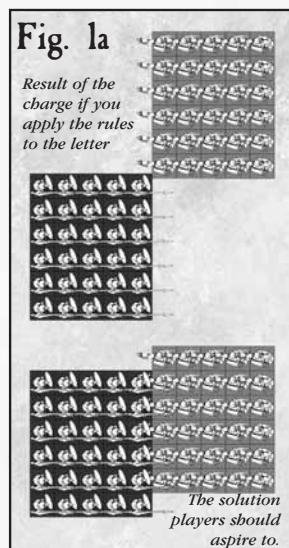 Fig. 1a
Result of the
charge if you
apply the rules
to the letter
The solution
players should
aspire to.